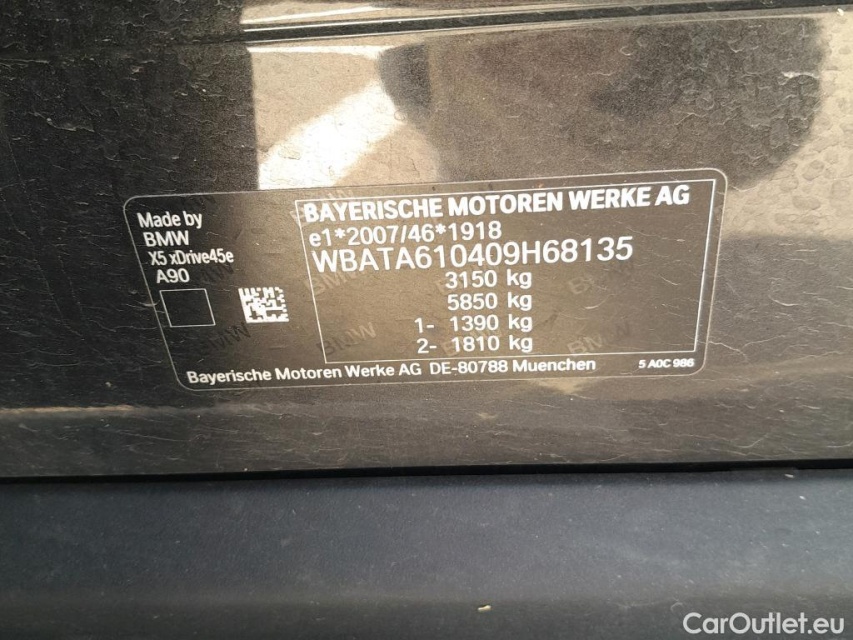 Made by
BMW
X5 xDrive45e
A90
BAYERISCHE MOTOREN WERKE AG
e1*2007/46*1918
WBATA610409H68135
3150 kg
5850 kg
1- 1390 kg
2- 1810 kg
Bayerische Motoren Werke AG DE-80788 Muenchen
5 A0C 986
CarOutlet.eu